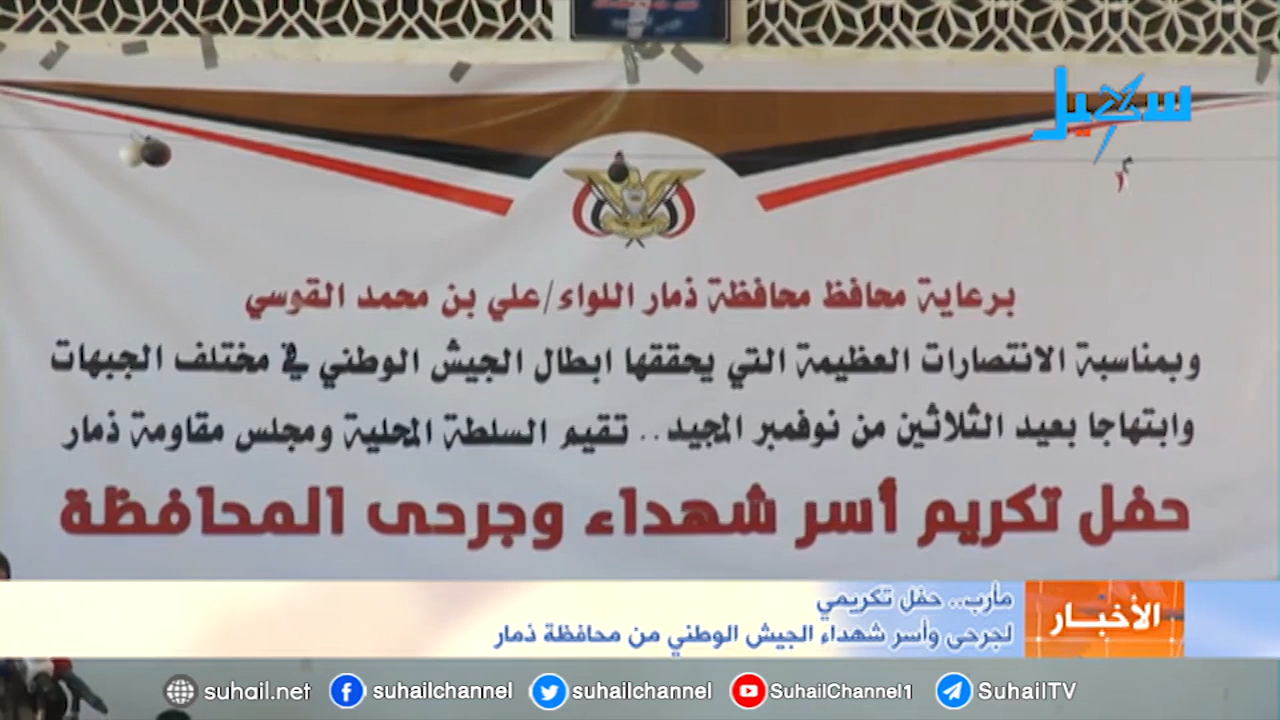 سهيل
برعاية محافظ محافظة ذمار اللواء/علي بن محمد القوسي
وبمناسبة الانتصارات العظيمة التي يحققها ابطال الجيش الوطني في مختلف الجبهات
وابتهاجا بعيد الثلاثين من نوفمبر المجيد.. تقيم السلطة المحلية ومجلس مقاومة ذمار
حفل تكريم أسر شهداء وجرحى المحافظة
الأخبار
مأرب.. حفل تكريمي
لجرحى وأسر شهداء الجيش الوطني من محافظة ذمار
suhail.net suhailchannel suhailchannel SuhailChannel1 SuhailTV